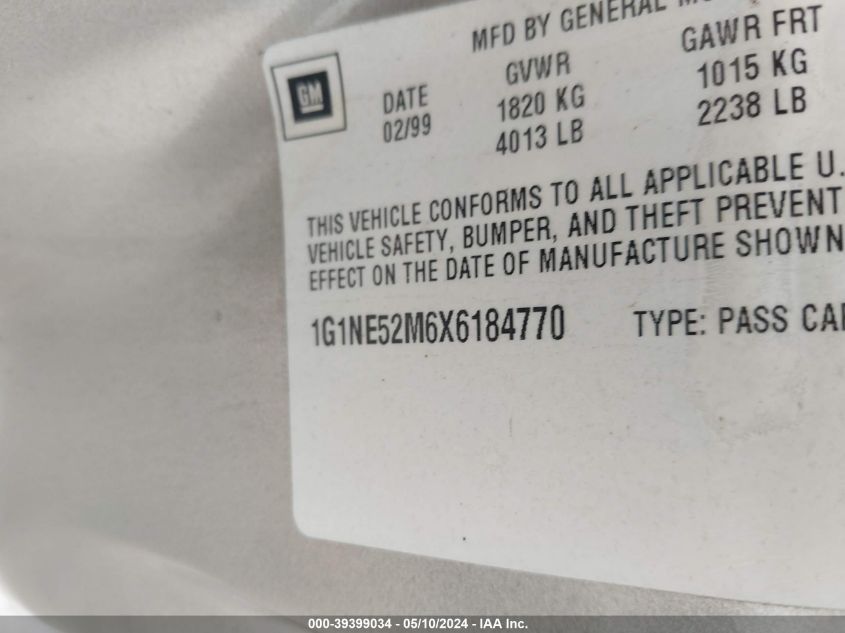 MFD BY GENERAL
GM
DATE
02/99
GVWR
1820 KG
4013 LB
GAWR FRT
1015 KG
2238 LB
THIS VEHICLE CONFORMS TO ALL APPLICABLE U.
VEHICLE SAFETY, BUMPER, AND THEFT PREVENT
EFFECT ON THE DATE OF MANUFACTURE SHOWN
1G1NE52M6X6184770 TYPE: PASS CAR
000-39399034 - 05/10/2024 - IAA Inc.